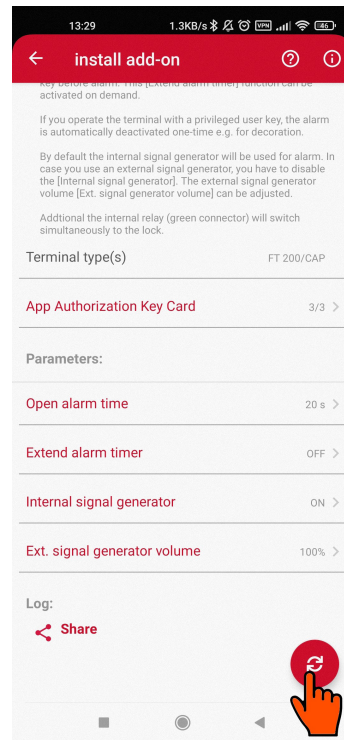 13:29
1.3KB/s VPN 46
install add-on
key before alarm. This [Extend alarm timer] function can be
activated on demand.
If you operate the terminal with a privileged user key, the alarm
is automatically deactivated one-time e.g. for decoration.
By default the internal signal generator will be used for alarm. In
case you use an external signal generator, you have to disable
the [Internal signal generator]. The external signal generator
volume [Ext. signal generator volume] can be adjusted.
Addtional the internal relay (green connector) will switch
simultaneously to the lock.
Terminal type(s) FT 200/CAP
App Authorization Key Card 3/3
Parameters:
Open alarm time 20 s
Extend alarm timer OFF
Internal signal generator ON
Ext. signal generator volume 100%
Log:
Share